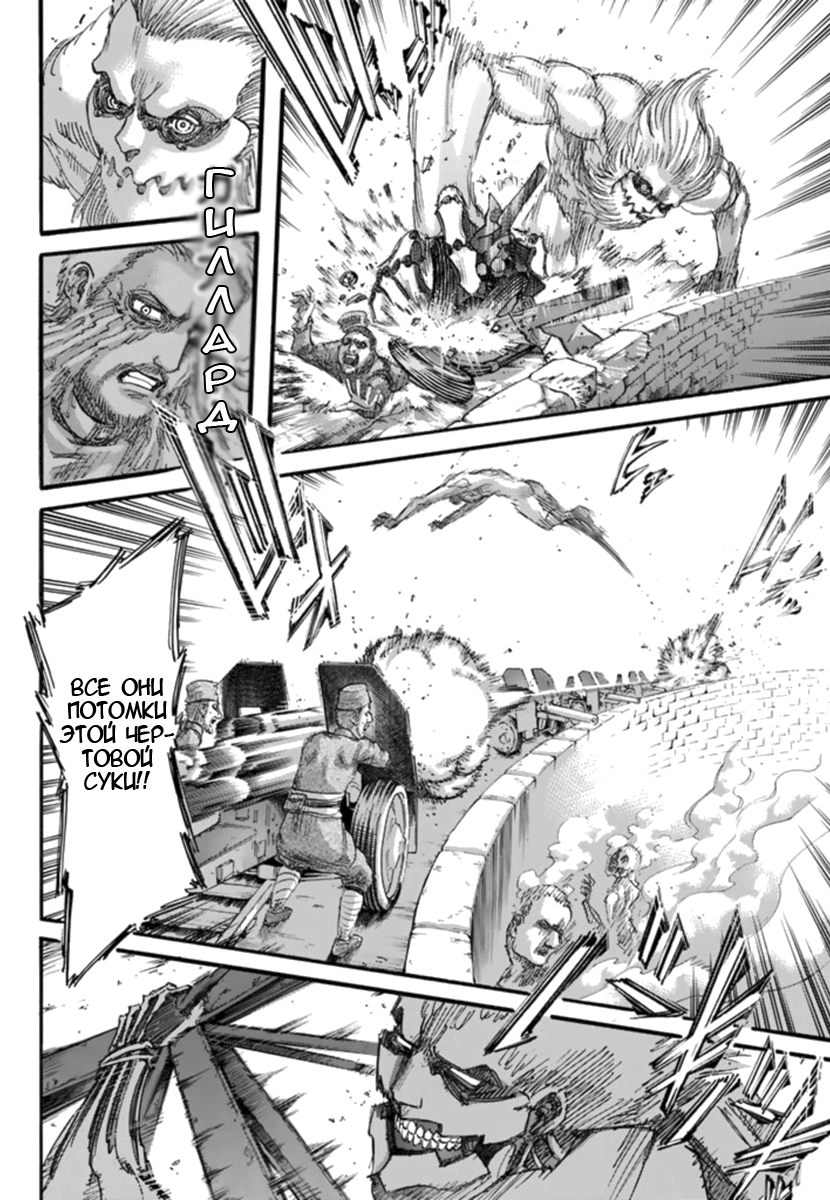 ГИЛЛАРД
ВСЕ ОНИ
ПОТОМКИ
ЭТОЙ ЧЕР-
ТОВОЙ
СУКИ!!